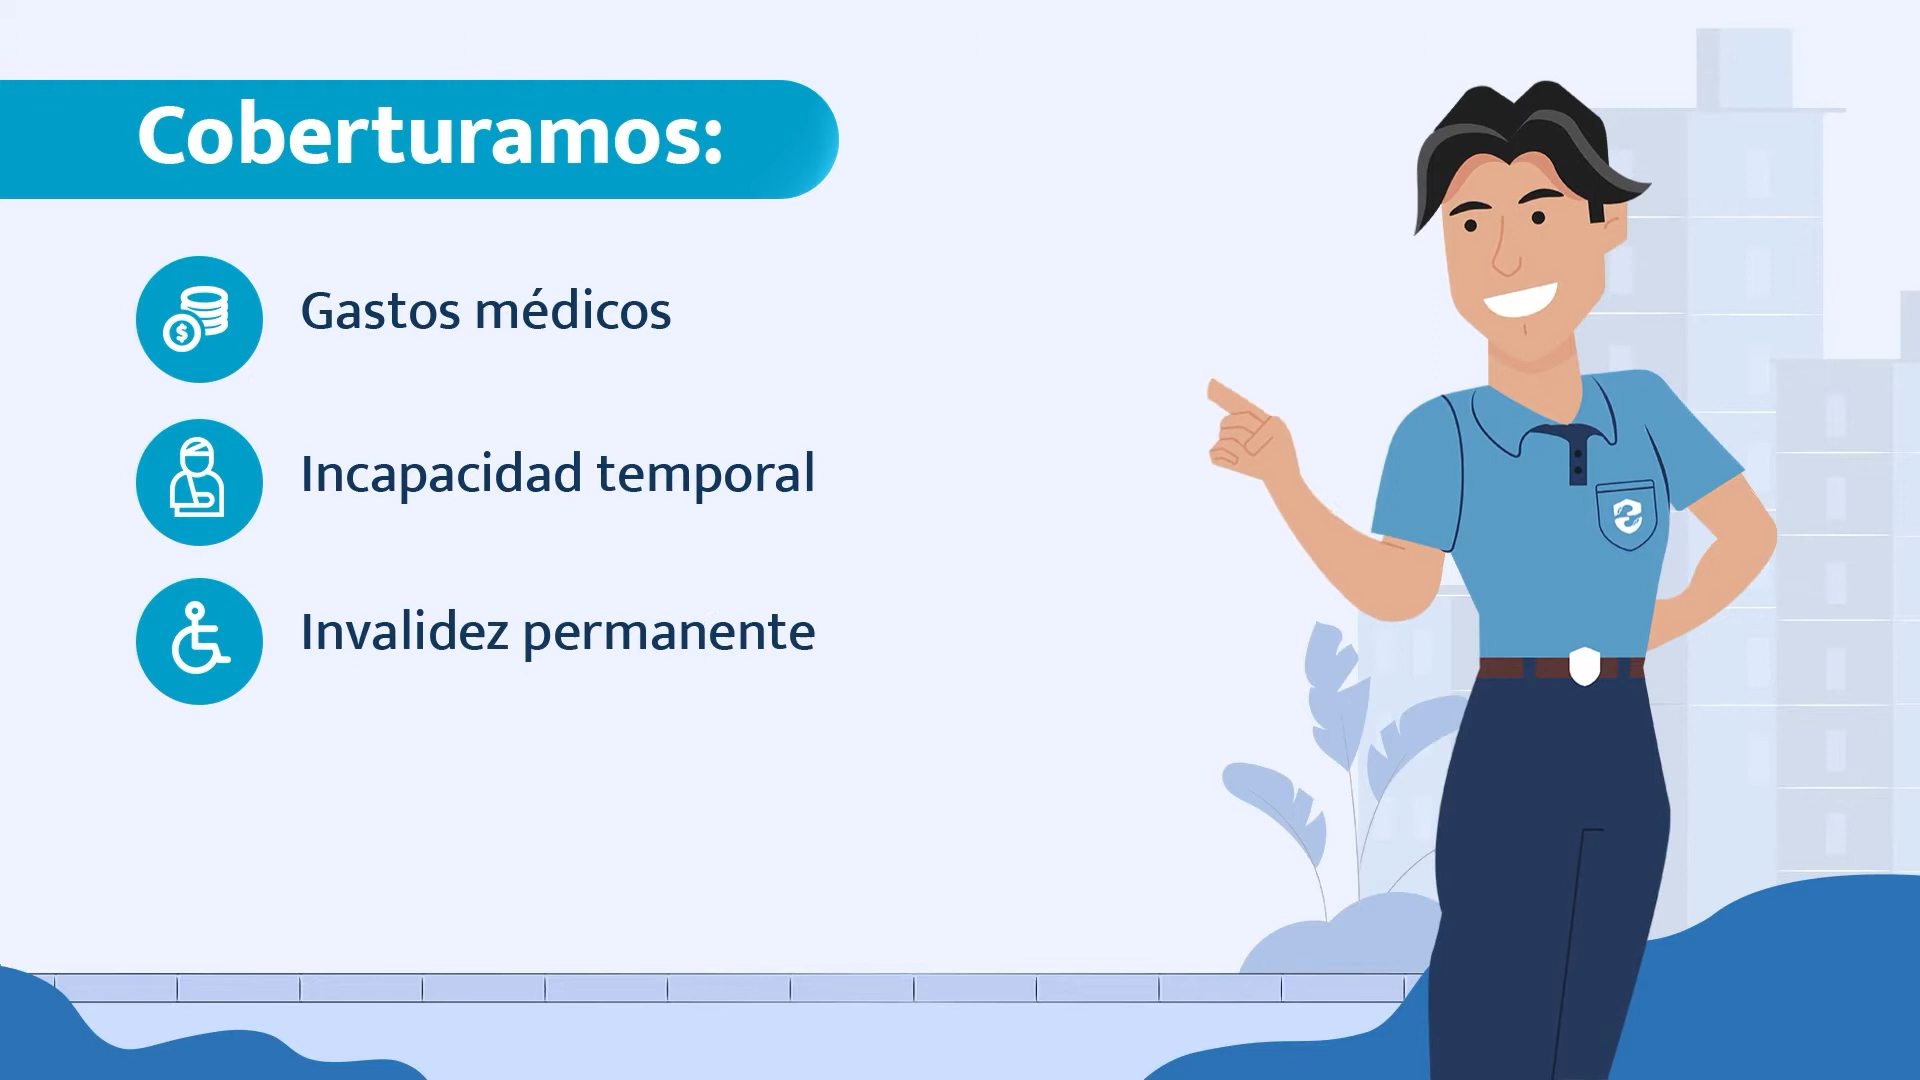 Coberturamos:
Gastos médicos
Incapacidad temporal
Invalidez permanente